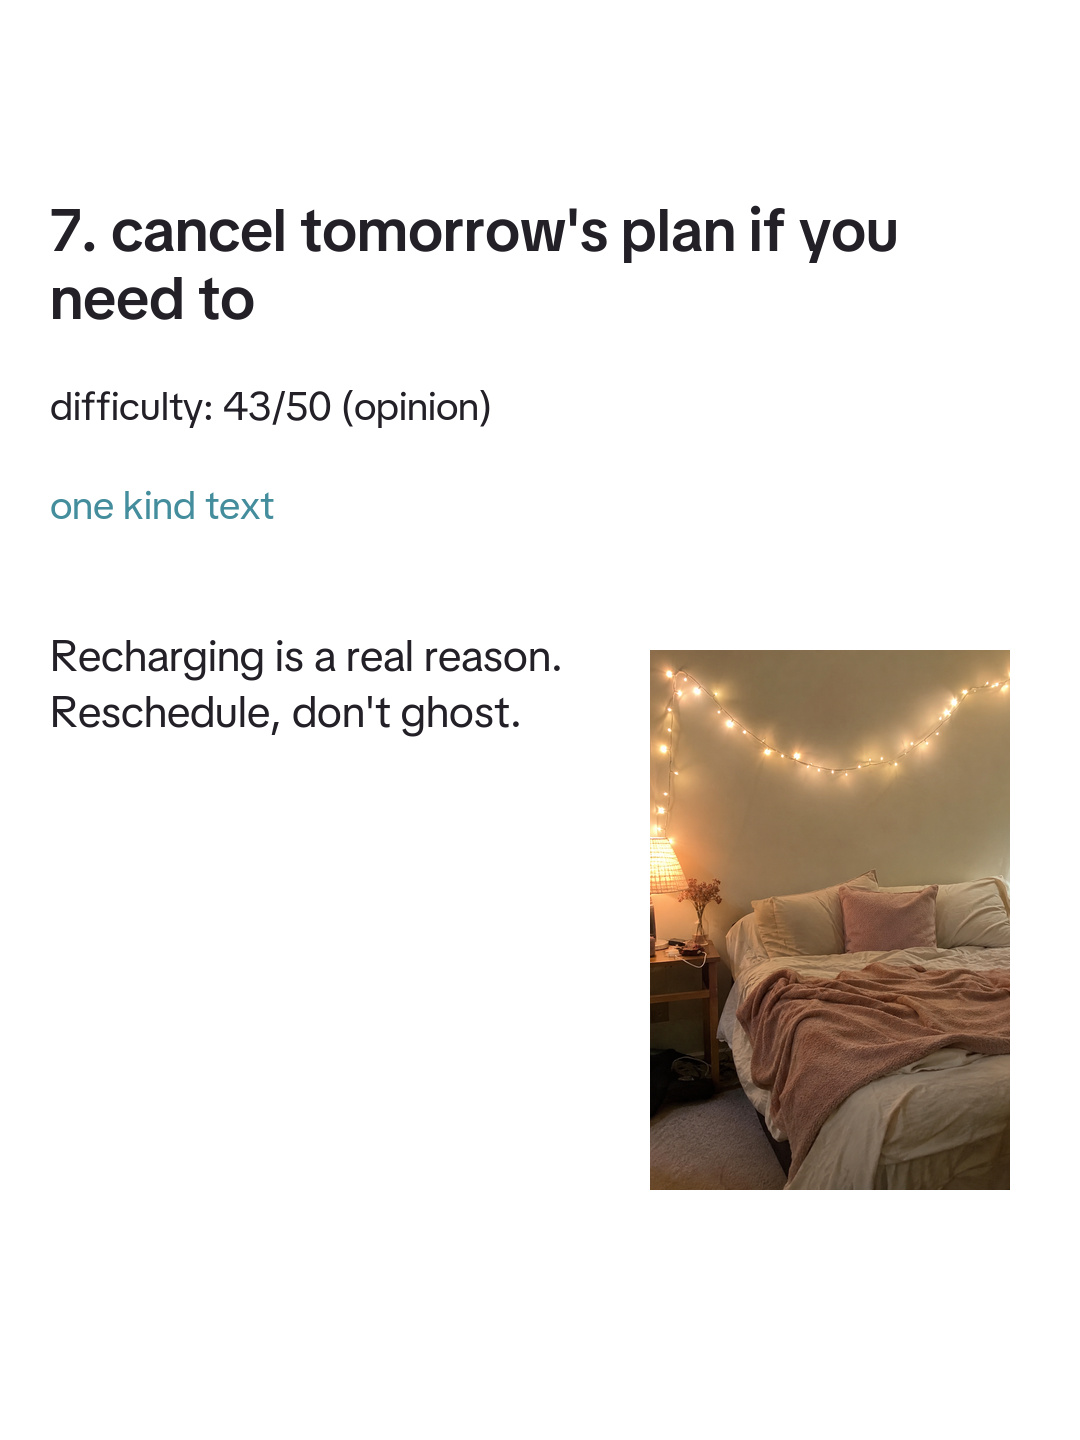 7. cancel tomorrow's plan if you
need to
difficulty: 43/50 (opinion)
one kind text
Recharging is a real reason.
Reschedule, don't ghost.